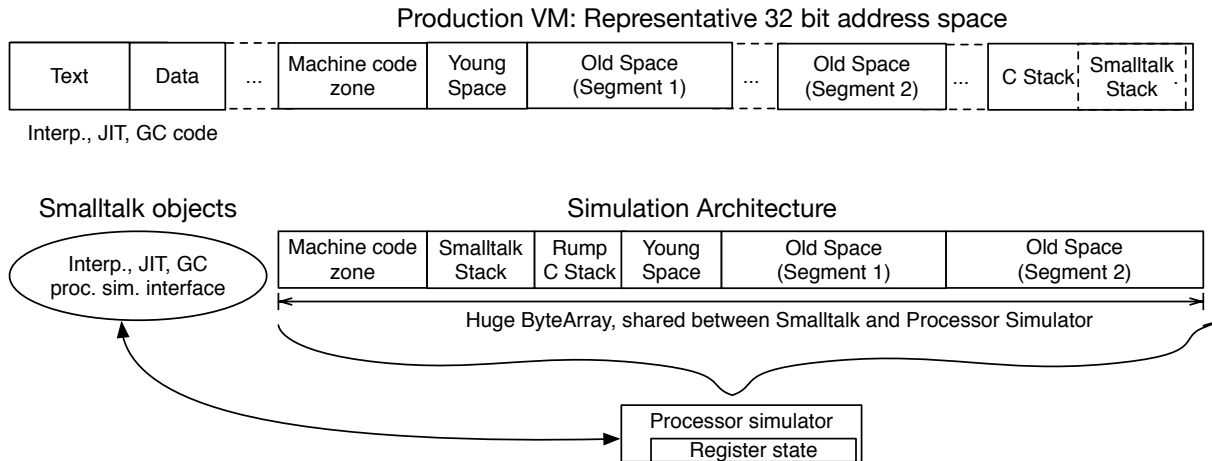 Production VM: Representative 32 bit address space
Text
Data
...
Machine code
zone
Young
Space
Old Space
(Segment 1)
...
Old Space
(Segment 2)
...
C Stack
Smalltalk
Stack
Interp., JIT, GC code
Smalltalk objects
Simulation Architecture
Interp., JIT, GC
proc. sim. interface
Machine code
zone
Smalltalk
Stack
Rump
C Stack
Young
Space
Old Space
(Segment 1)
Old Space
(Segment 2)
Huge ByteArray, shared between Smalltalk and Processor Simulator
Processor simulator
Register state